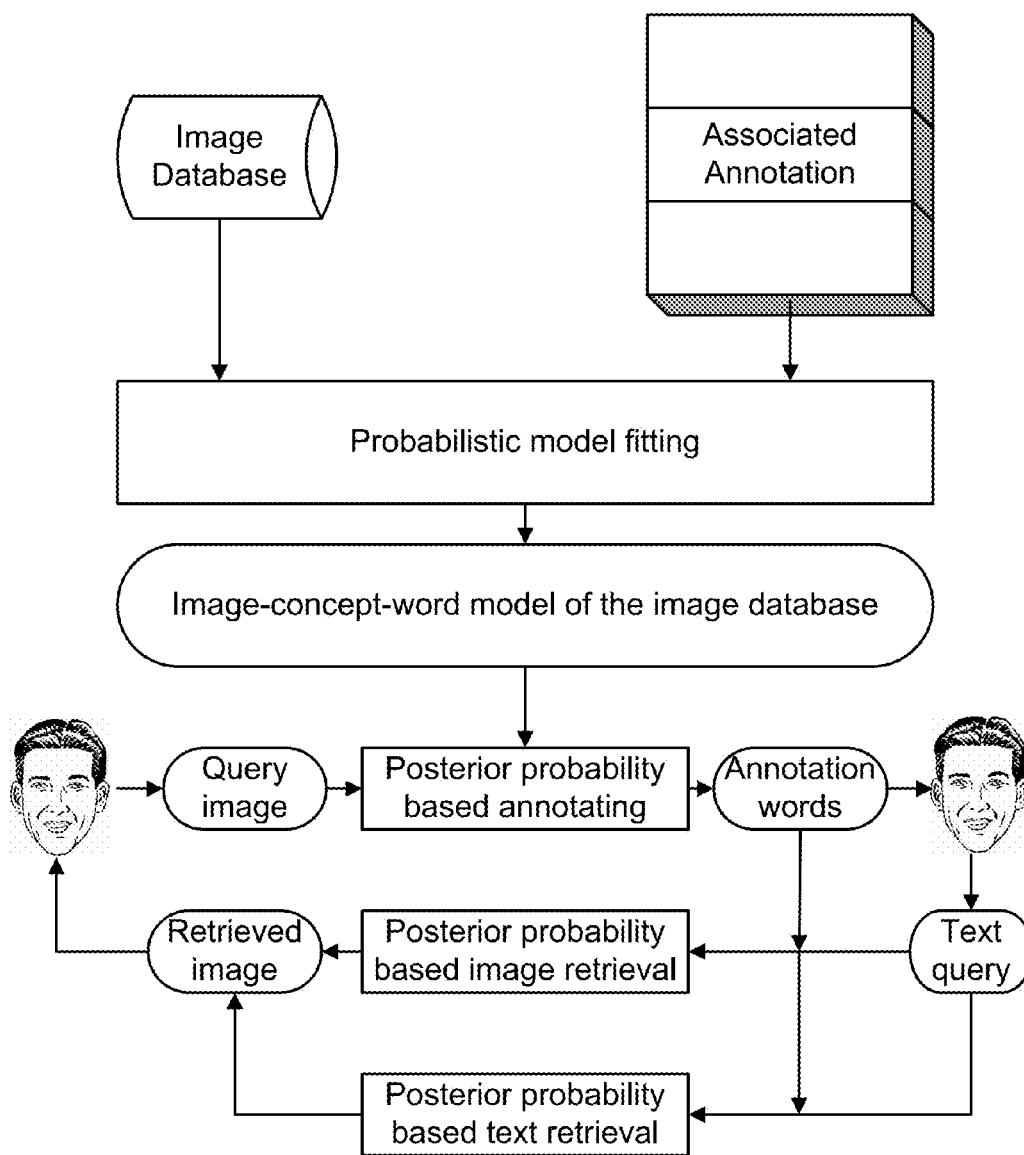 Image
Database
Associated
Annotation
Probabilistic model fitting
Image-concept-word model of the image database
Query
image
Posterior probability
based annotating
Annotation
words
Retrieved
image
Posterior probability
based image retrieval
Text
query
Posterior probability
based text retrieval